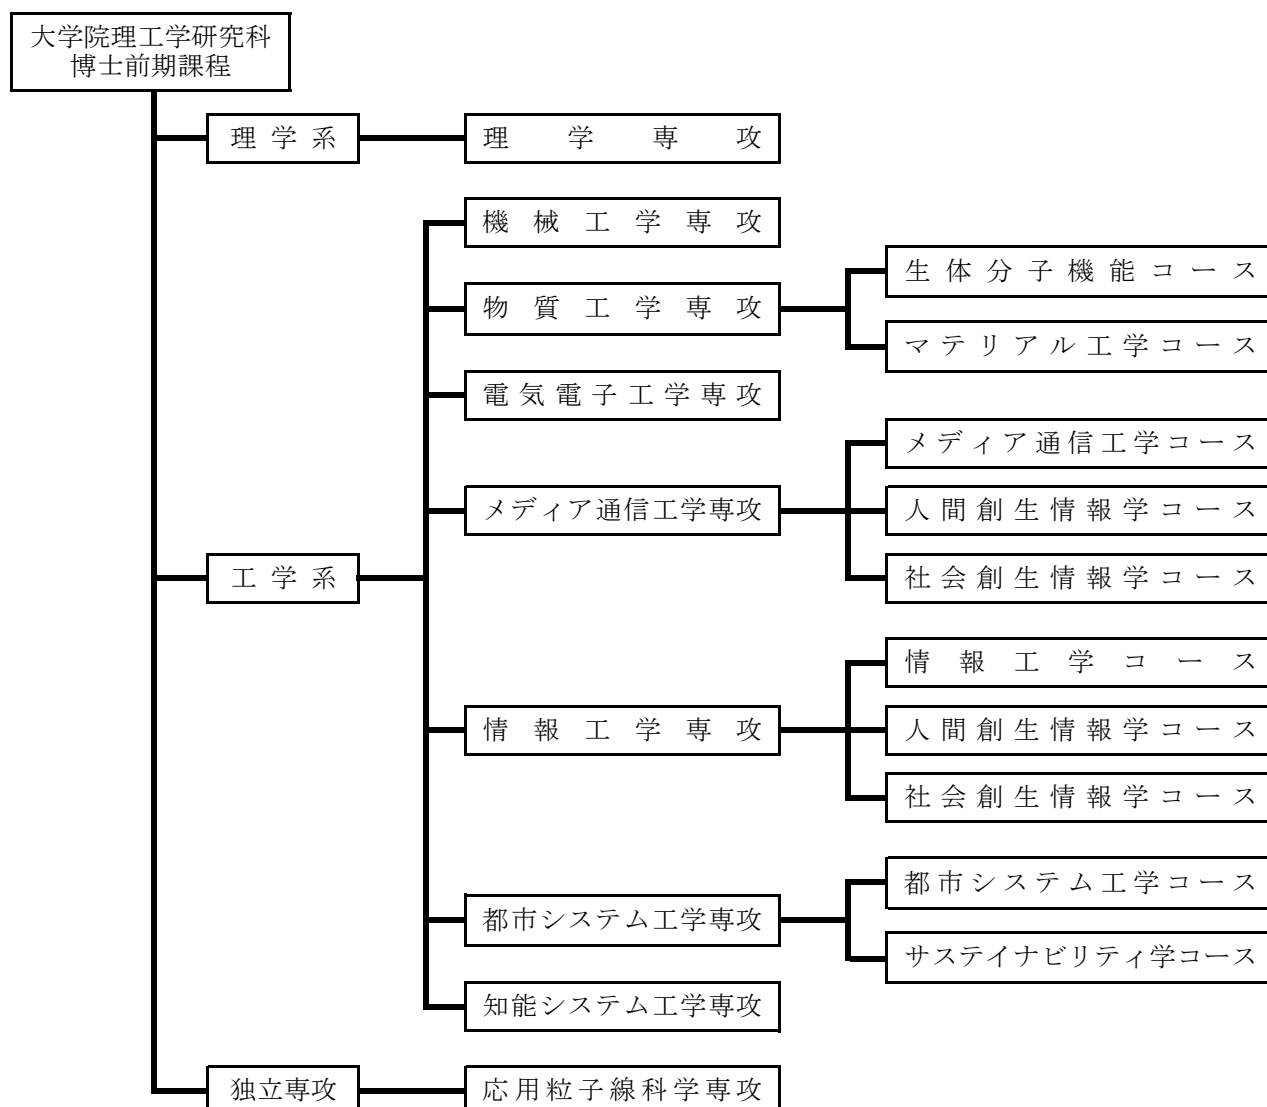 大学院理工学研究科
博士前期課程
理学系
理学専攻
機械工学専攻
生体分子機能コース
物質工学専攻
マテリアル工学コース
電気電子工学専攻
メディア通信工学コース
メディア通信工学専攻
人間創生情報学コース
工学系
社会創生情報学コース
情報工学コース
情報工学専攻
人間創生情報学コース
社会創生情報学コース
都市システム工学コース
都市システム工学専攻
サステイナビリティ学コース
知能システム工学専攻
独立専攻
応用粒子線科学専攻